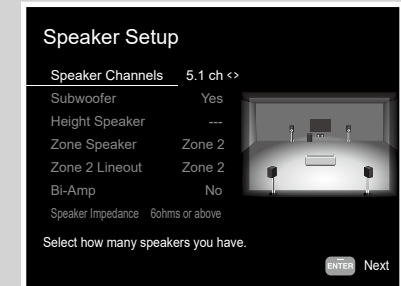 Speaker Setup
Speaker Channels 5.1 ch <>
Subwoofer Yes
Height Speaker ---
Zone Speaker Zone 2
Zone 2 Lineout Zone 2
Bi-Amp No
Speaker Impedance 6ohms or above
Select how many speakers you have.
ENTER Next